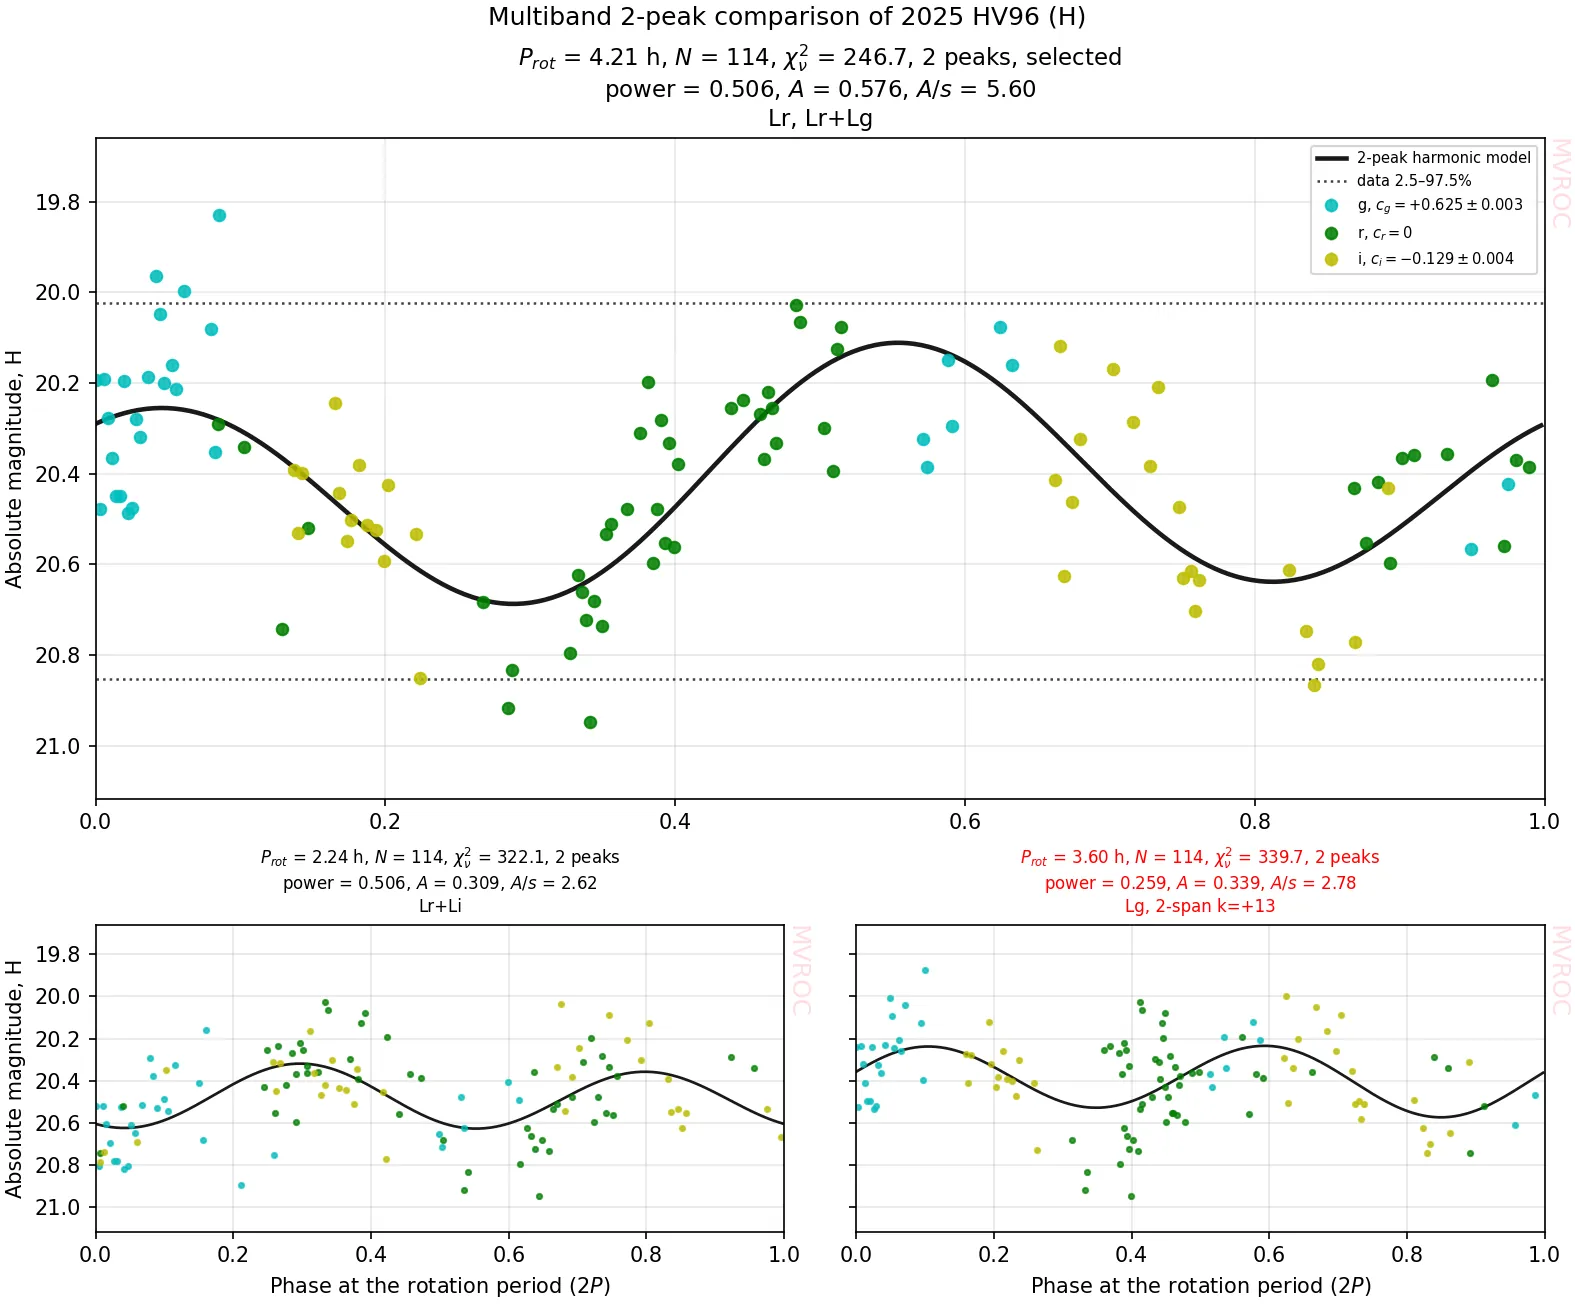 Multiband 2-peak comparison of 2025 HV96 (H)
P_rot = 4.21 h, N = 114, χ²_ν = 246.7, 2 peaks, selected
power = 0.506, A = 0.576, A/s = 5.60
Lr, Lr+Lg
2-peak harmonic model
data 2.5–97.5%
g, c_g = +0.625 ± 0.003
r, c_r = 0
i, c_i = −0.129 ± 0.004
MVROC
Absolute magnitude, H
19.8
20.0
20.2
20.4
20.6
20.8
21.0
0.0 0.2 0.4 0.6 0.8 1.0
P_rot = 2.24 h, N = 114, χ²_ν = 322.1, 2 peaks
power = 0.506, A = 0.309, A/s = 2.62
Lr+Li
MVROC
Absolute magnitude, H
19.8
20.0
20.2
20.4
20.6
20.8
21.0
0.0 0.2 0.4 0.6 0.8 1.0
Phase at the rotation period (2P)
P_rot = 3.60 h, N = 114, χ²_ν = 339.7, 2 peaks
power = 0.259, A = 0.339, A/s = 2.78
Lg, 2-span k=+13
MVROC
0.0 0.2 0.4 0.6 0.8 1.0
Phase at the rotation period (2P)